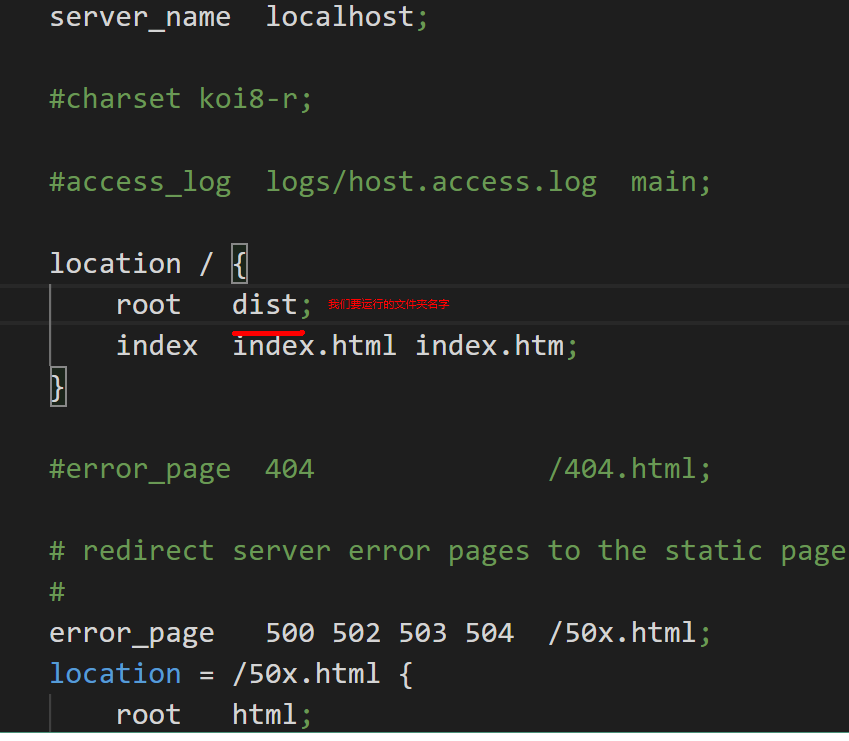 server_name  localhost;
#charset koi8-r;
#access_log  logs/host.access.log  main;
location / {
root   dist; 我们要运行的文件夹名字
index  index.html index.htm;
}
#error_page  404              /404.html;
# redirect server error pages to the static page
#
error_page   500 502 503 504  /50x.html;
location = /50x.html {
root   html;